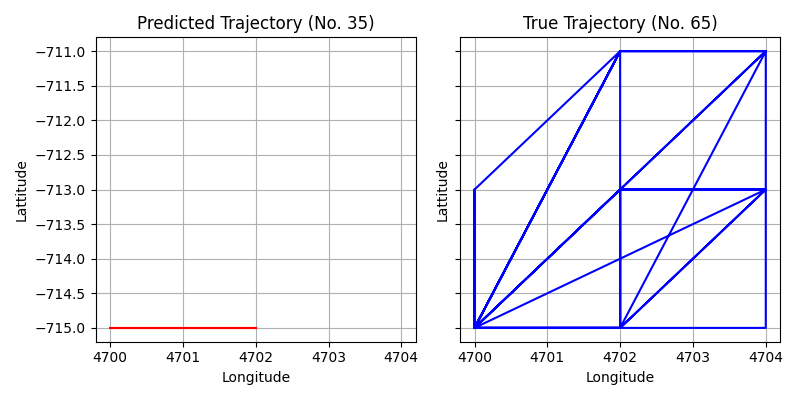 Predicted Trajectory (No. 35)
True Trajectory (No. 65)
−711.0
−711.5
−712.0
−712.5
−713.0
−713.5
−714.0
−714.5
−715.0
Lattitude
Lattitude
4700 4701 4702 4703 4704
4700 4701 4702 4703 4704
Longitude
Longitude